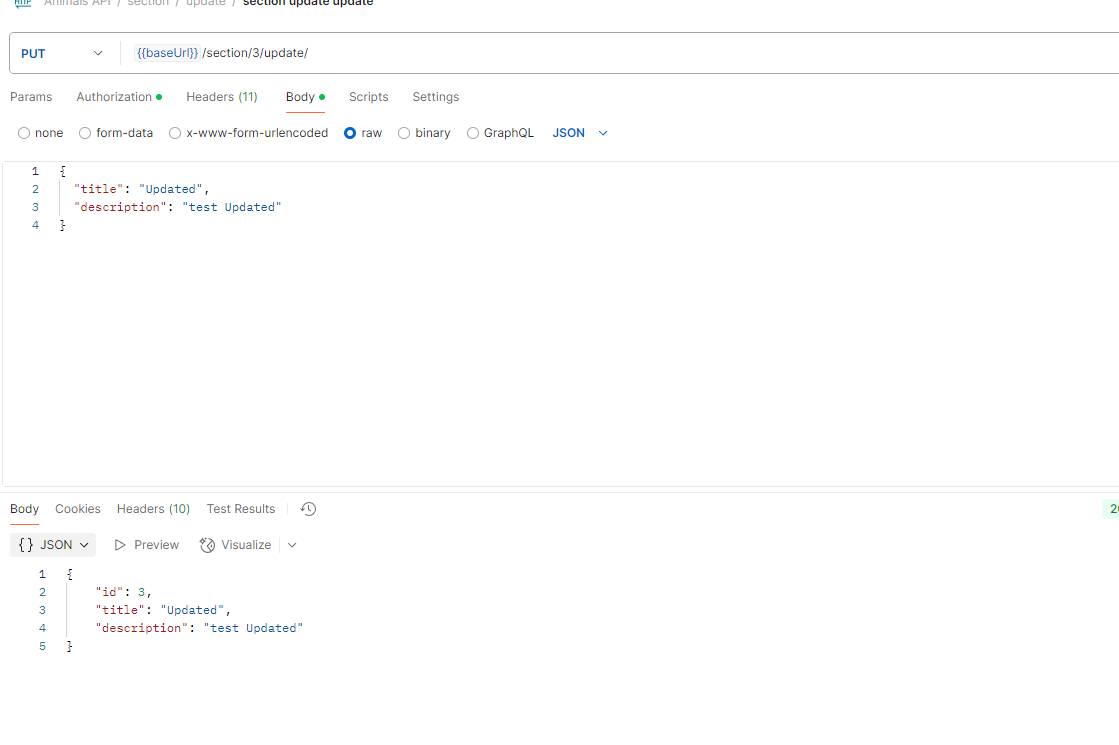 HTTP Animals API / section / update / section update update
PUT {{baseUrl}} /section/3/update/
Params Authorization Headers (11) Body Scripts Settings
none form-data x-www-form-urlencoded raw binary GraphQL JSON
1 {
2 "title": "Updated",
3 "description": "test Updated"
4 }
Body Cookies Headers (10) Test Results
{} JSON Preview Visualize
1 {
2 "id": 3,
3 "title": "Updated",
4 "description": "test Updated"
5 }